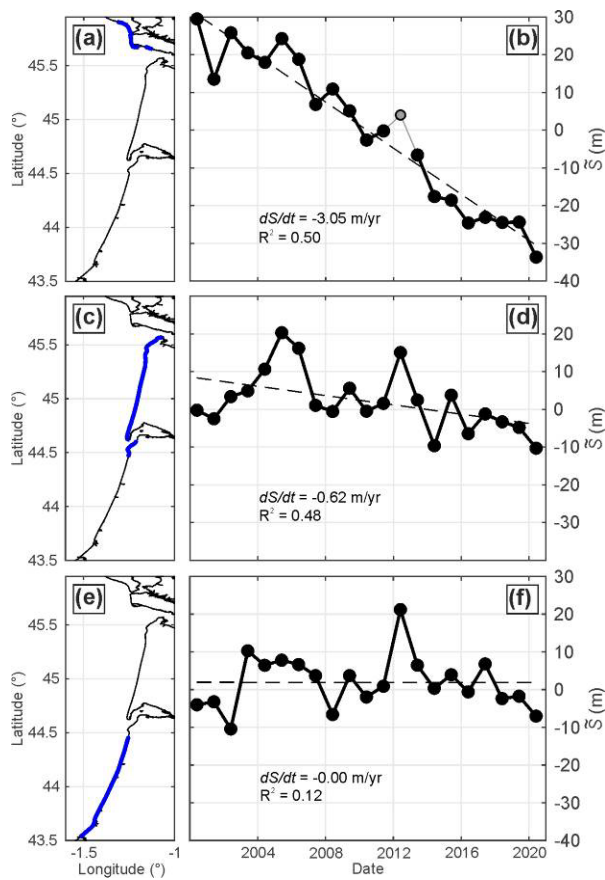 (a)
45.5
45
44.5
44
43.5
Latitude (°)
(b)
30
20
10
0
-10
-20
-30
-40
S̃ (m)
dS/dt = -3.05 m/yr
R² = 0.50
(c)
45.5
45
44.5
44
43.5
Latitude (°)
(d)
20
10
0
-10
-20
-30
S̃ (m)
dS/dt = -0.62 m/yr
R² = 0.48
(e)
45.5
45
44.5
44
43.5
Latitude (°)
-1.5 -1
Longitude (°)
(f)
30
20
10
0
-10
-20
-30
-40
S̃ (m)
dS/dt = -0.00 m/yr
R² = 0.12
2004 2008 2012 2016 2020
Date